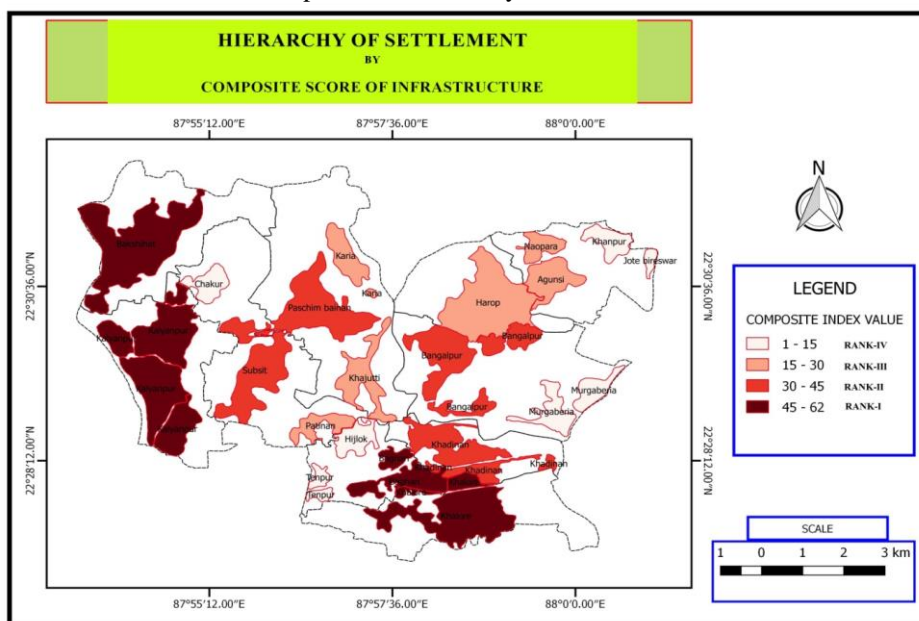 HIERARCHY OF SETTLEMENT
BY
COMPOSITE SCORE OF INFRASTRUCTURE
87°55'12.00"E
87°57'36.00"E
88°0'0.00"E
N
22°30'36.00"N
22°30'36.00"N
22°28'12.00"N
22°28'12.00"N
Khanpur
Naopara
Jote bireswar
Karia
Agunsi
Chakur
Karia
Harop
Paschim bainan
Bangalpur
Bangalpur
Subsit
Khajutti
Murgaberia
Bangalpur
Murgaberia
Patinan
Hijlok
Khadinan
Khadinan
Khadinan
Khadinan
Tenpur
Tenpur
LEGEND
COMPOSITE INDEX VALUE
1 - 15 RANK-IV
15 - 30 RANK-III
30 - 45 RANK-II
45 - 62 RANK-I
SCALE
1 0 1 2 3 km
87°55'12.00"E
87°57'36.00"E
88°0'0.00"E